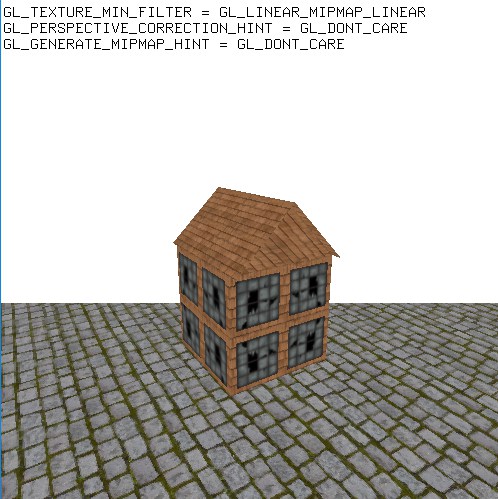 GL_TEXTURE_MIN_FILTER = GL_LINEAR_MIPMAP_LINEAR
GL_PERSPECTIVE_CORRECTION_HINT = GL_DONT_CARE
GL_GENERATE_MIPMAP_HINT = GL_DONT_CARE